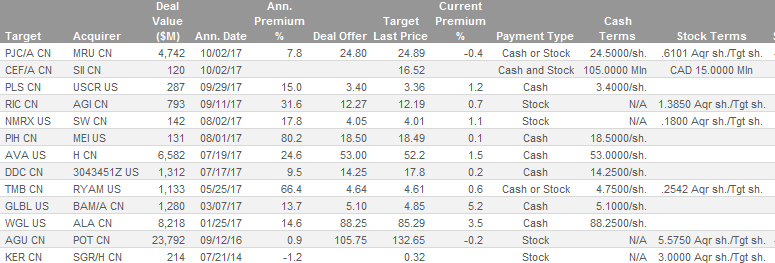 Deal Ann. Current
Value Premium Target Premium Cash
Target Acquirer ($M) Ann. Date % Deal Offer Last Price % Payment Type Terms Stock Terms
PJC/A CN MRU CN 4,742 10/02/17 7.8 24.80 24.89 -0.4 Cash or Stock 24.5000/sh. .6101 Aqr sh./Tgt sh.
CEF/A CN SII CN 120 10/02/17 16.52 Cash and Stock 105.0000 Mln CAD 15.0000 Mln
PLS CN USCR US 287 09/29/17 15.0 3.40 3.36 1.2 Cash 3.4000/sh.
RIC CN AGI CN 793 09/11/17 31.6 12.27 12.19 0.7 Stock N/A 1.3850 Aqr sh./Tgt sh.
NMRX US SW CN 142 08/02/17 17.8 4.05 4.01 1.1 Stock N/A .1800 Aqr sh./Tgt sh.
PIH CN MEI US 131 08/01/17 80.2 18.50 18.49 0.1 Cash 18.5000/sh.
AVA US H CN 6,582 07/19/17 24.6 53.00 52.2 1.5 Cash 53.0000/sh.
DDC CN 3043451Z US 1,312 07/17/17 9.5 14.25 17.8 0.2 Cash 14.2500/sh.
TMB CN RYAM US 1,133 05/25/17 66.4 4.64 4.61 0.6 Cash or Stock 4.7500/sh. .2542 Aqr sh./Tgt sh.
GLBL US BAM/A CN 1,280 03/07/17 13.7 5.10 4.85 5.2 Cash 5.1000/sh.
WGL US ALA CN 8,218 01/25/17 14.6 88.25 85.29 3.5 Cash 88.2500/sh.
AGU CN POT CN 23,792 09/12/16 0.9 105.75 132.65 -0.2 Stock N/A 5.5750 Aqr sh./Tgt sh.
KER CN SGR/H CN 214 07/21/14 -1.2 0.32 Stock N/A 3.0000 Aqr sh./Tgt sh.